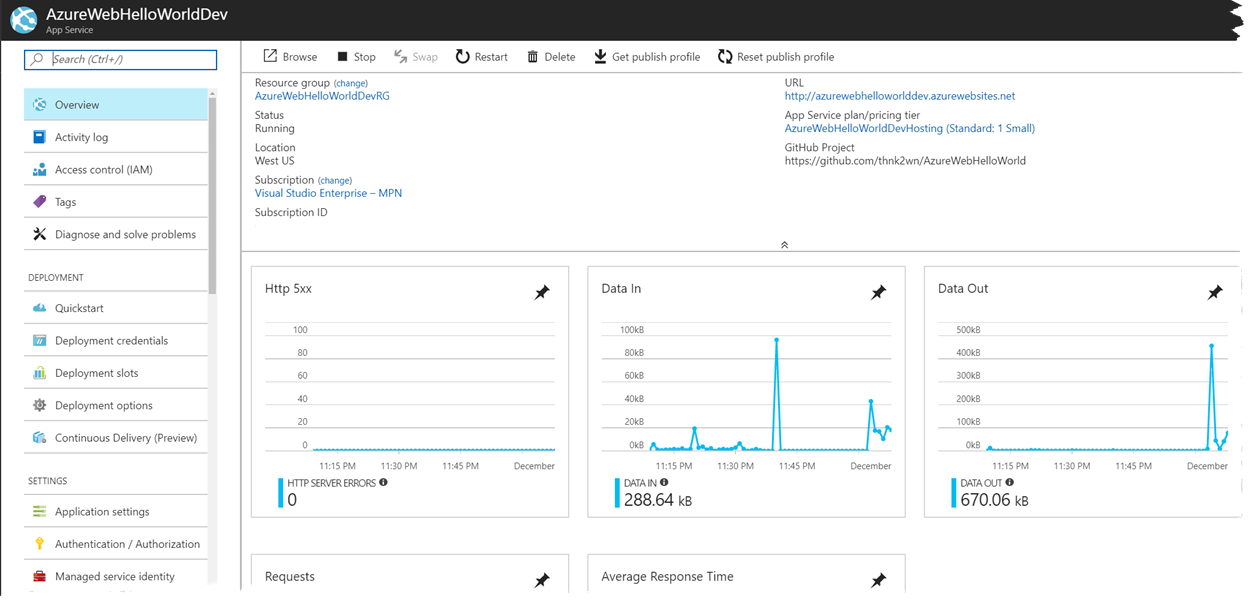 AzureWebHelloWorldDev
App Service
Search (Ctrl+/)
Overview
Activity log
Access control (IAM)
Tags
Diagnose and solve problems
DEPLOYMENT
Quickstart
Deployment credentials
Deployment slots
Deployment options
Continuous Delivery (Preview)
SETTINGS
Application settings
Authentication / Authorization
Managed service identity
Browse Stop Swap Restart Delete Get publish profile Reset publish profile
Resource group (change)
AzureWebHelloWorldDevRG
Status
Running
Location
West US
Subscription (change)
Visual Studio Enterprise – MPN
Subscription ID
URL
http://azurewebhelloworlddev.azurewebsites.net
App Service plan/pricing tier
AzureWebHelloWorldDevHosting (Standard: 1 Small)
GitHub Project
https://github.com/thnk2wn/AzureWebHelloWorld
Http 5xx
100
80
60
40
20
0
11:15 PM 11:30 PM 11:45 PM December
HTTP SERVER ERRORS
0
Data In
100kB
80kB
60kB
40kB
20kB
0kB
11:15 PM 11:30 PM 11:45 PM December
DATA IN
288.64 kB
Data Out
500kB
400kB
300kB
200kB
100kB
0kB
11:15 PM 11:30 PM 11:45 PM December
DATA OUT
670.06 kB
Requests
Average Response Time